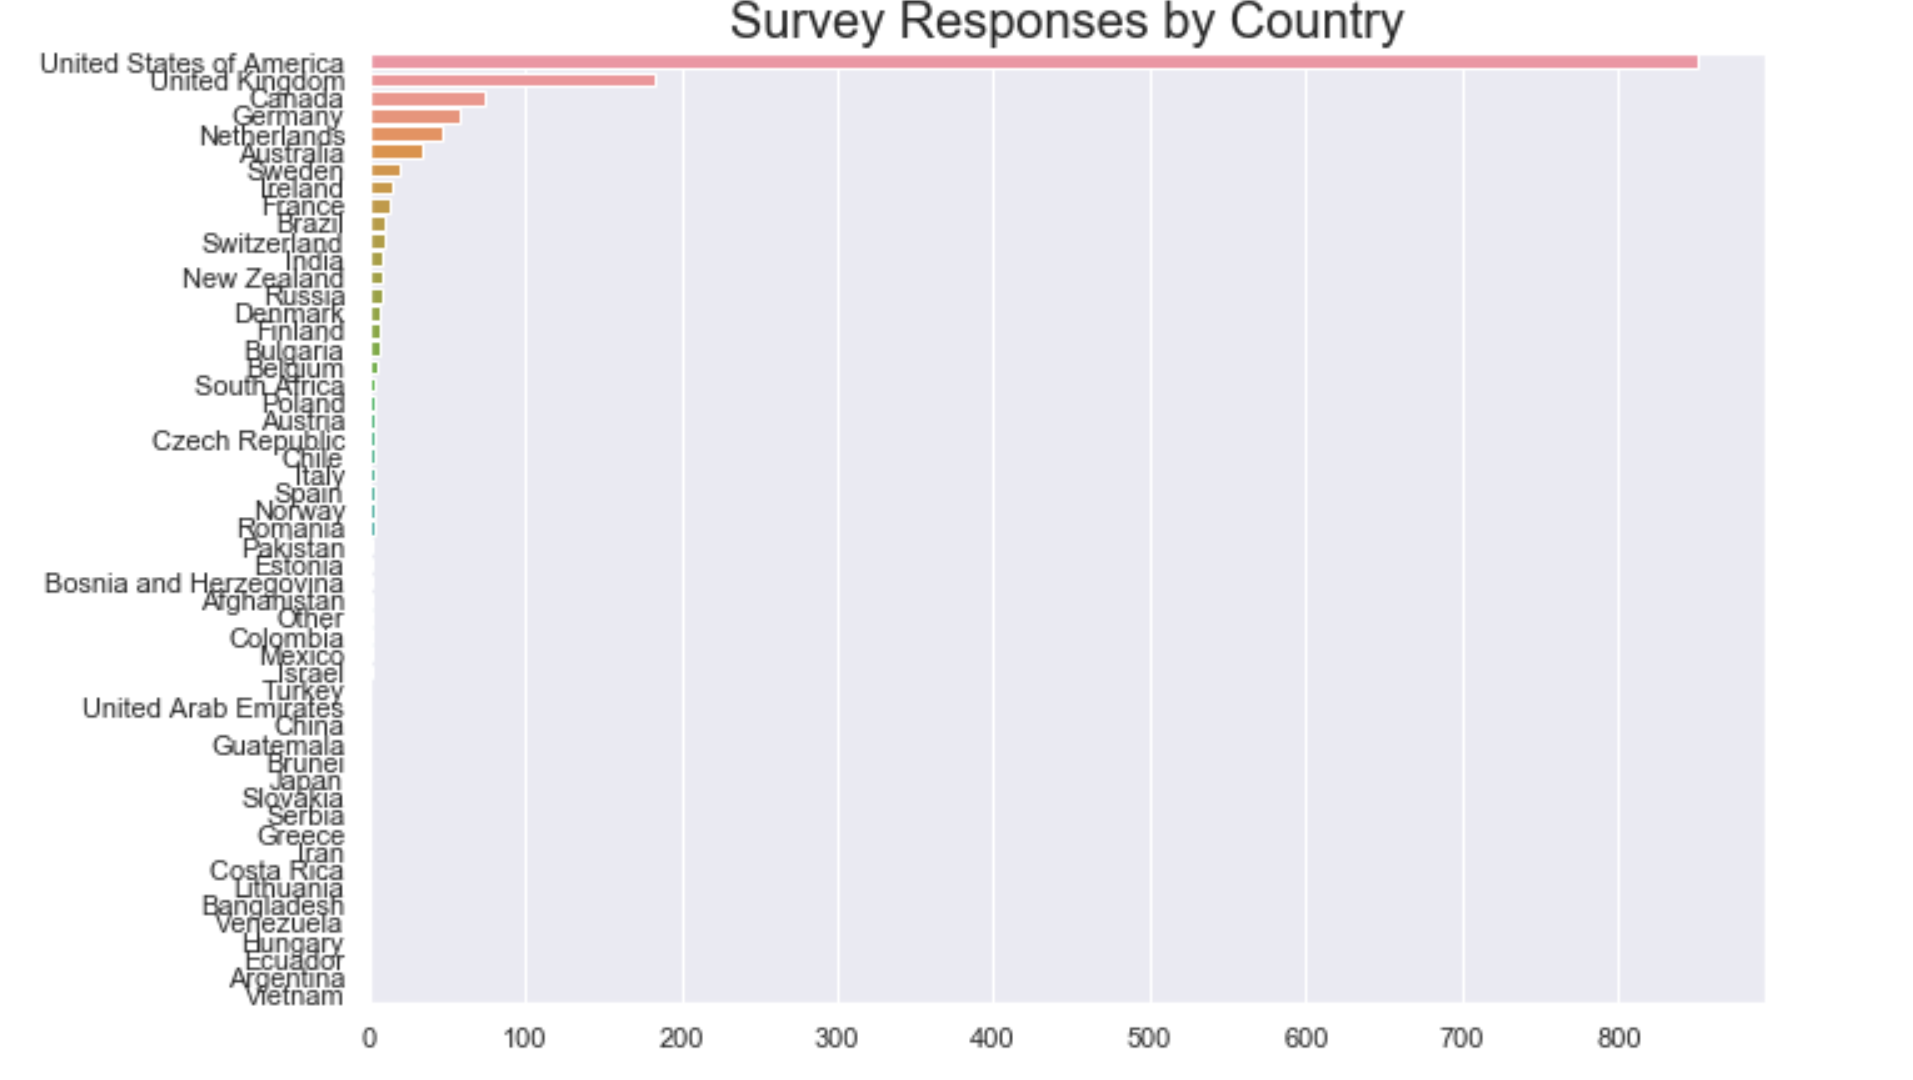 Survey Responses by Country
United States of America
United Kingdom
Canada
Germany
Netherlands
Australia
Sweden
Ireland
France
Brazil
Switzerland
India
New Zealand
Russia
Denmark
Finland
Bulgaria
Belgium
South Africa
Poland
Austria
Czech Republic
Chile
Italy
Spain
Norway
Romania
Pakistan
Estonia
Bosnia and Herzegovina
Afghanistan
Other
Colombia
Mexico
Israel
Turkey
United Arab Emirates
China
Guatemala
Brunei
Japan
Slovakia
Serbia
Greece
Iran
Costa Rica
Lithuania
Bangladesh
Venezuela
Hungary
Ecuador
Argentina
Vietnam
0 100 200 300 400 500 600 700 800